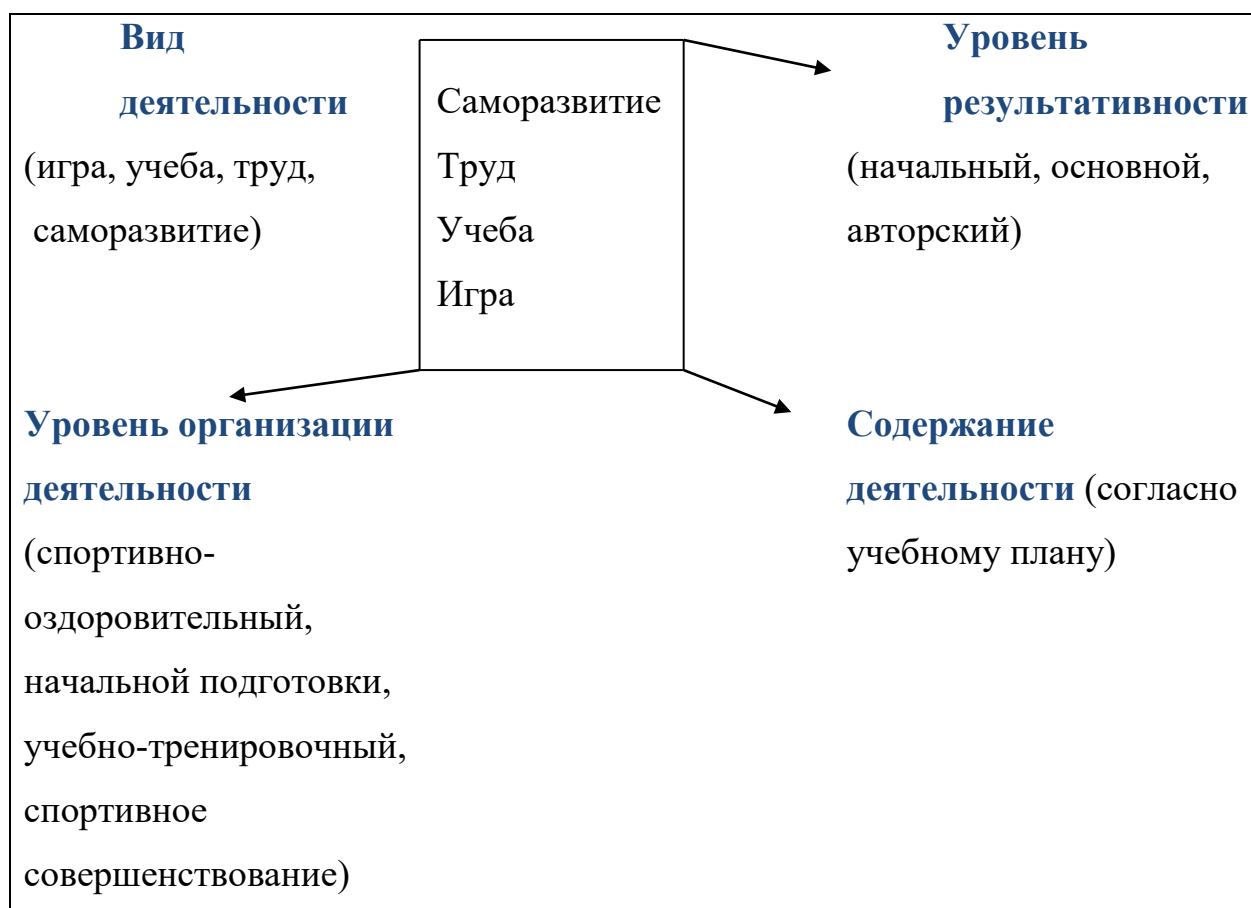 Вид
деятельности
(игра, учеба, труд,
саморазвитие)
Саморазвитие
Труд
Учеба
Игра
Уровень
результативности
(начальный, основной,
авторский)
Уровень организации
деятельности
(спортивно-
оздоровительный,
начальной подготовки,
учебно-тренировочный,
спортивное
совершенствование)
Содержание
деятельности (согласно
учебному плану)